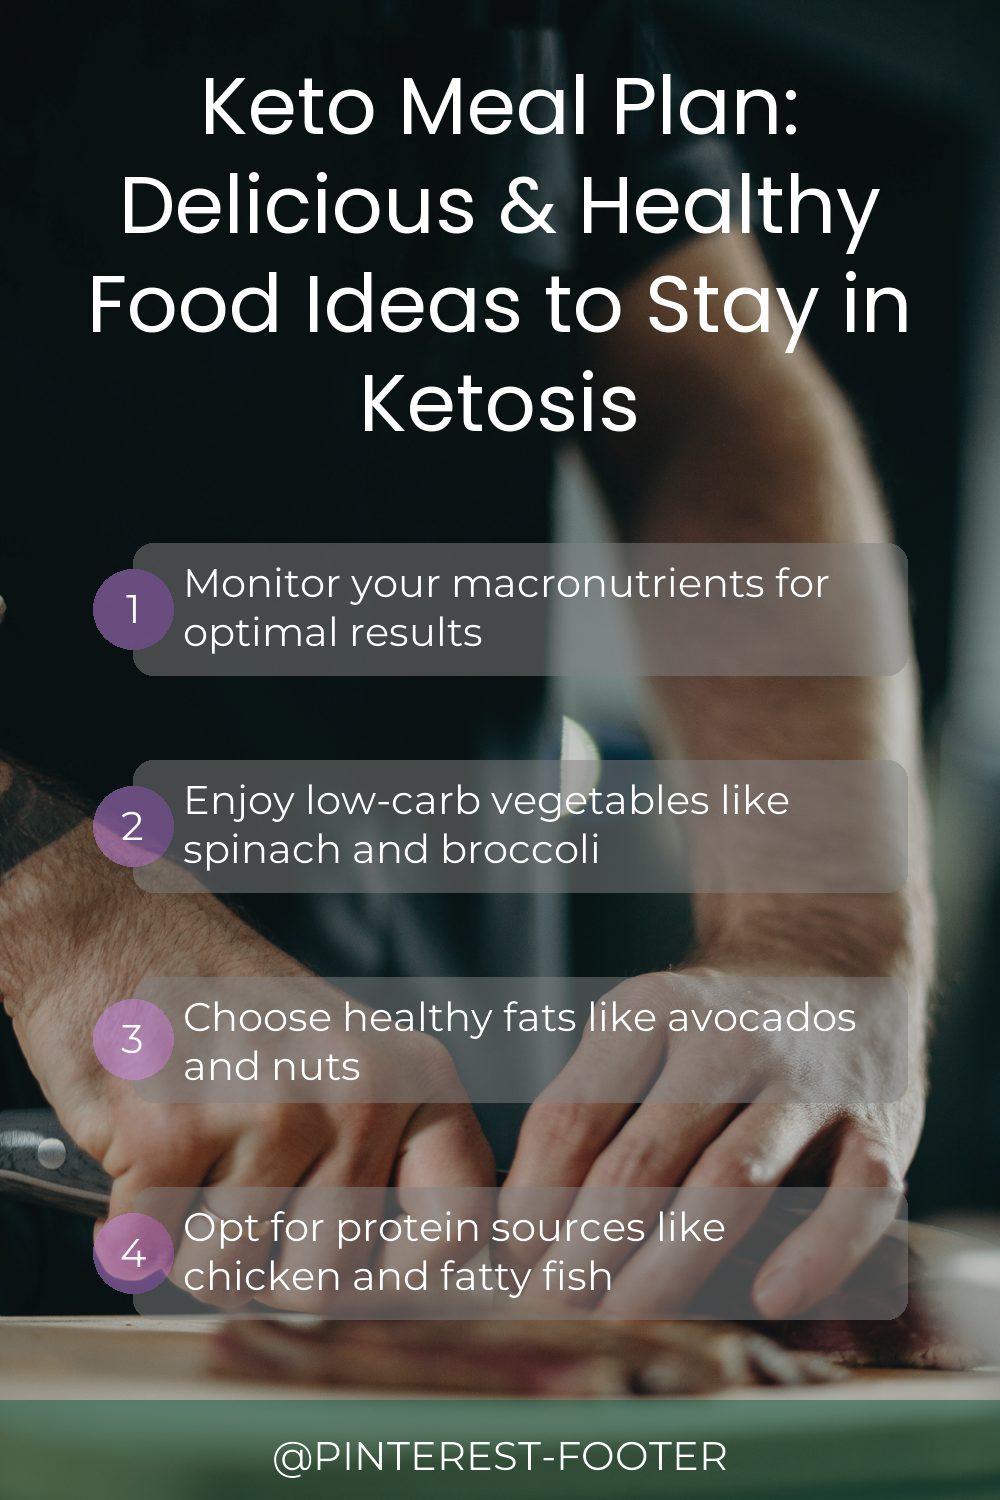 Keto Meal Plan:
Delicious & Healthy
Food Ideas to Stay in
Ketosis
1
Monitor your macronutrients for
optimal results
2
Enjoy low-carb vegetables like
spinach and broccoli
3
Choose healthy fats like avocados
and nuts
4
Opt for protein sources like
chicken and fatty fish
@PINTEREST-FOOTER